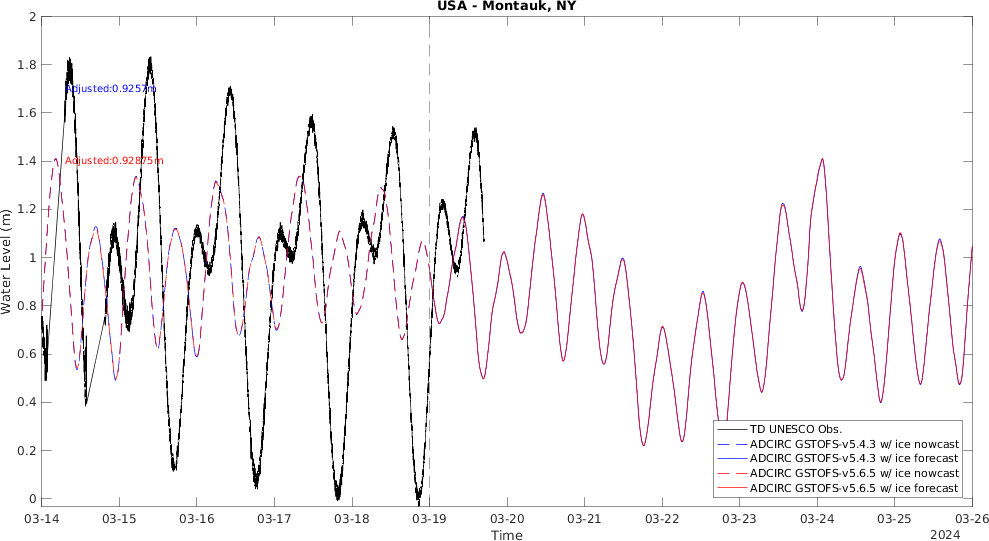 USA - Montauk, NY
2
1.8
1.6
1.4
1.2
1
0.8
0.6
0.4
0.2
0
Water Level (m)
Adjusted:0.9257m
Adjusted:0.92875m
TD UNESCO Obs.
ADCIRC GSTOFS-v5.4.3 w/ ice nowcast
ADCIRC GSTOFS-v5.4.3 w/ ice forecast
ADCIRC GSTOFS-v5.6.5 w/ ice nowcast
ADCIRC GSTOFS-v5.6.5 w/ ice forecast
03-14 03-15 03-16 03-17 03-18 03-19 03-20 03-21 03-22 03-23 03-24 03-25 03-26
Time
2024